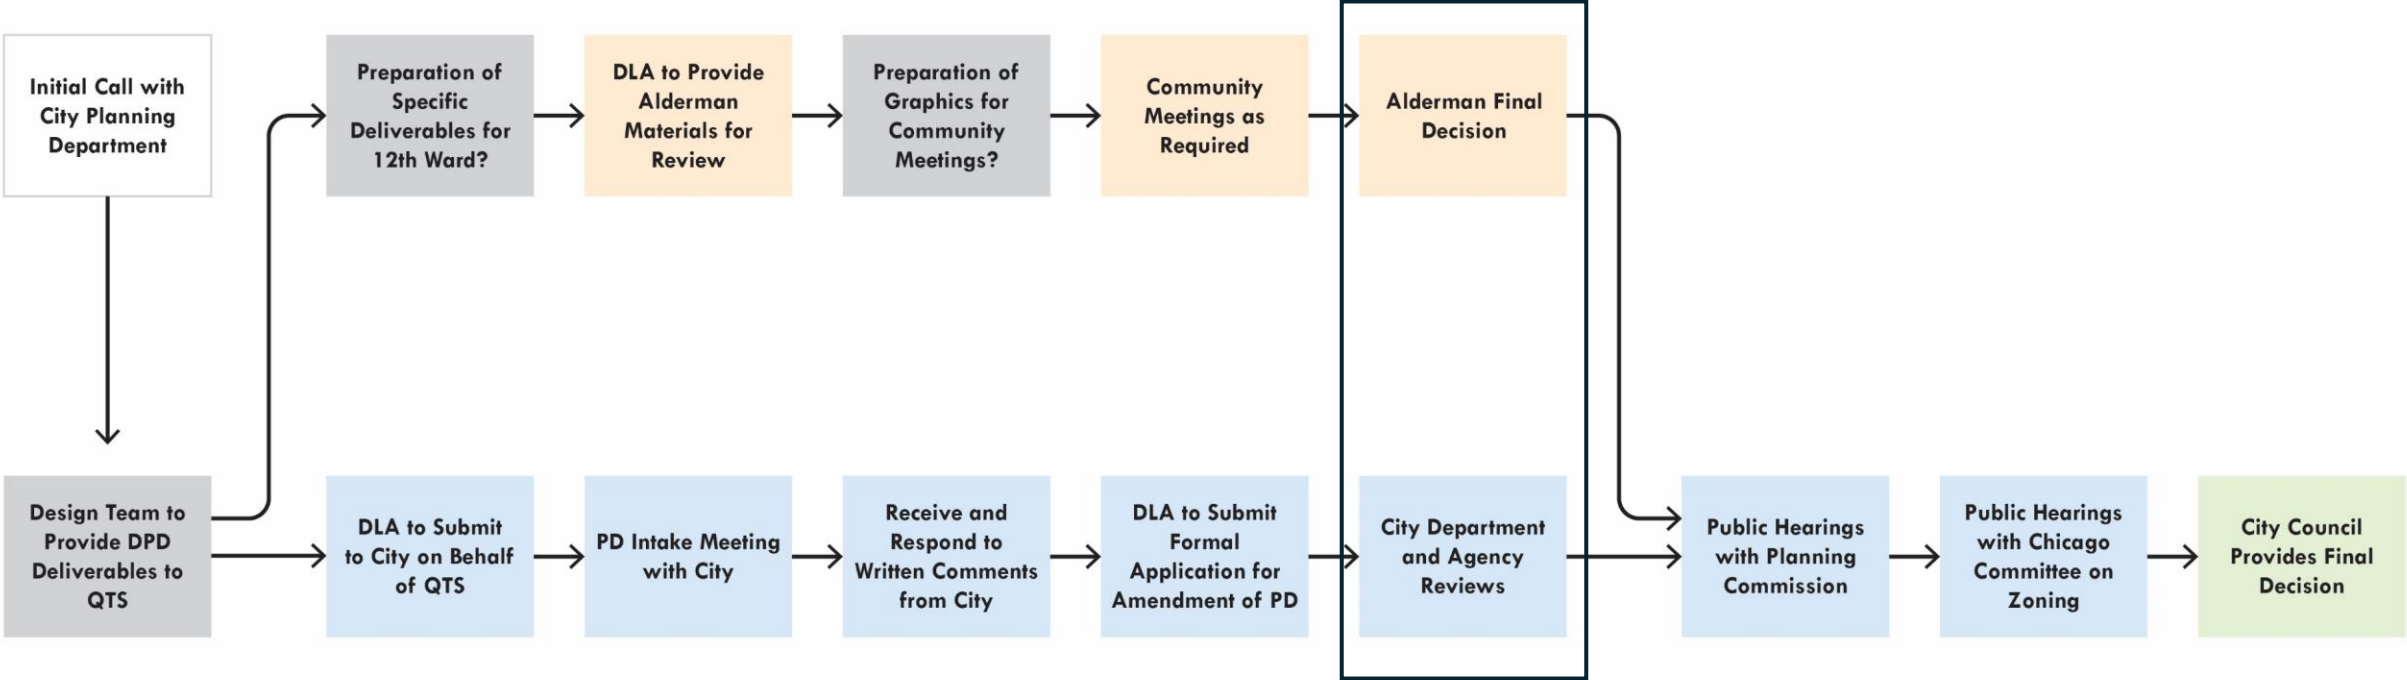 Initial Call with
City Planning
Department
Preparation of
Specific
Deliverables for
12th Ward?
DLA to Provide
Alderman
Materials for
Review
Preparation of
Graphics for
Community
Meetings?
Community
Meetings as
Required
Alderman Final
Decision
Design Team to
Provide DPD
Deliverables to
QTS
DLA to Submit
to City on Behalf
of QTS
PD Intake Meeting
with City
Receive and
Respond to
Written Comments
from City
DLA to Submit
Formal
Application for
Amendment of PD
City Department
and Agency
Reviews
Public Hearings
with Planning
Commission
Public Hearings
with Chicago
Committee on
Zoning
City Council
Provides Final
Decision